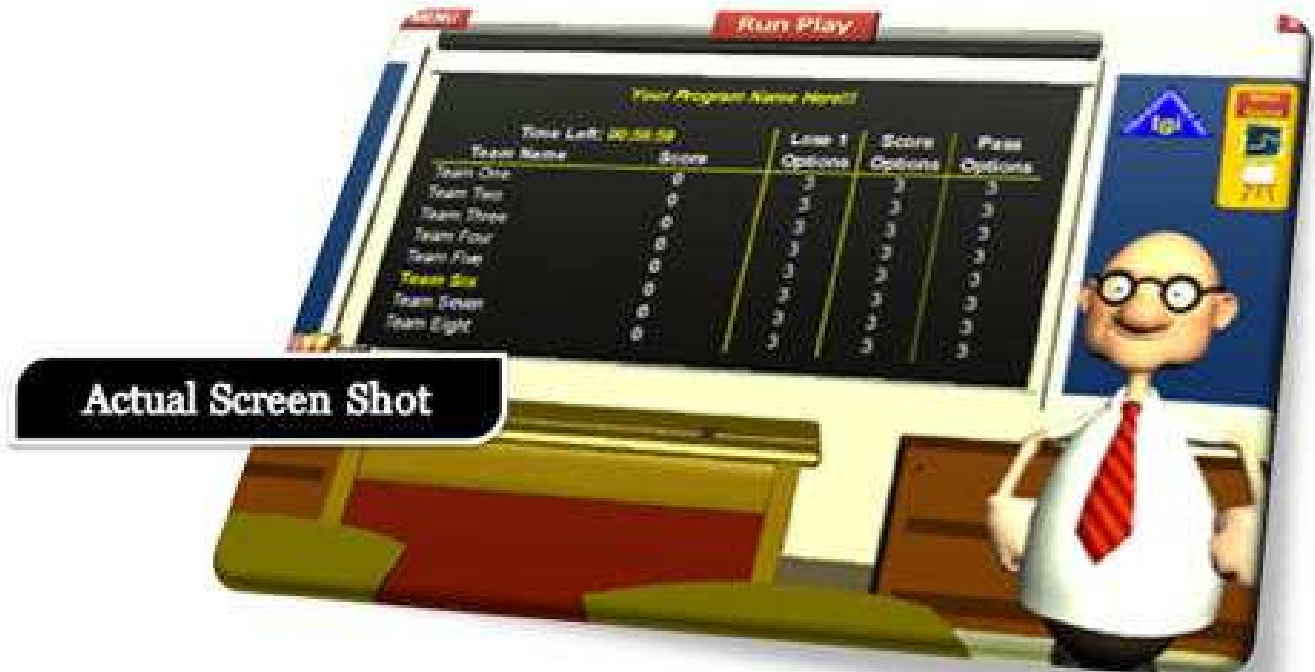 MENU
Run Play
Your Program Name Here!!!
Time Left: 00:58:58
Team Name Score Lose 1 Options Score Options Pass Options
Team One 0 3 3 3
Team Two 0 3 3 3
Team Three 0 3 3 3
Team Four 0 3 3 3
Team Five 0 3 3 3
Team Six 0 3 3 3
Team Seven 0 3 3 3
Team Eight 0 3 3 3
Actual Screen Shot